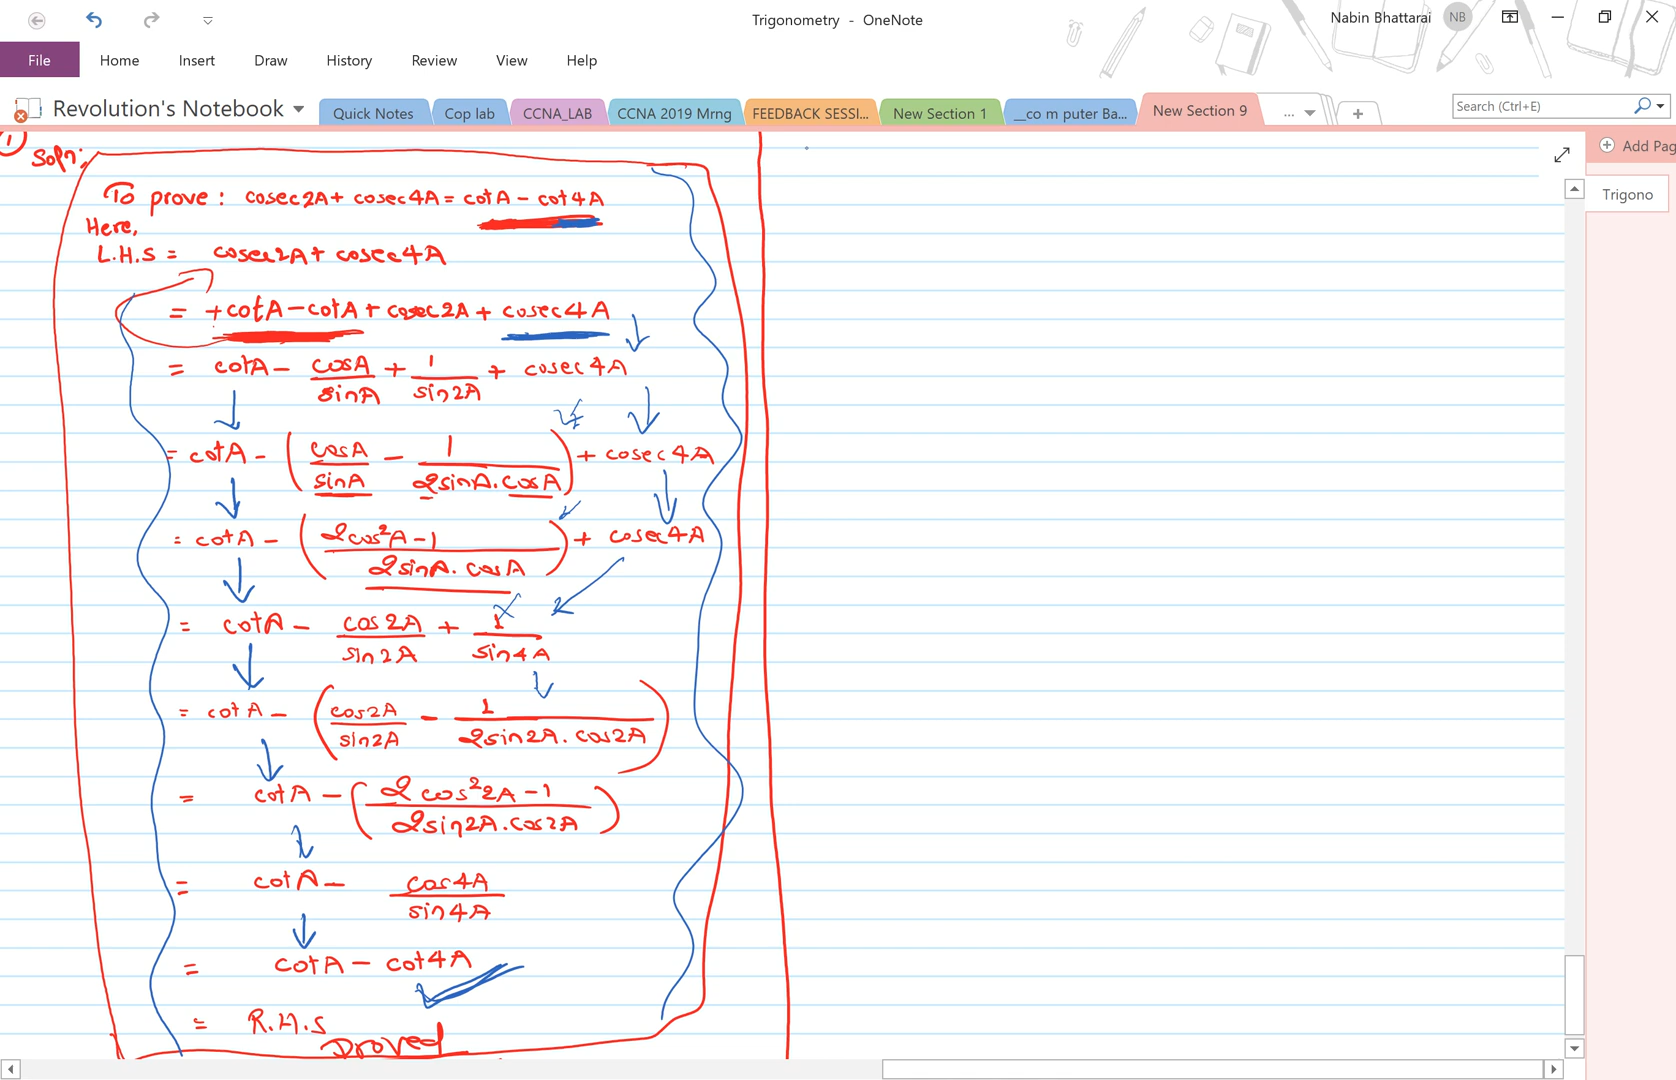 Trigonometry - OneNote
Nabin Bhattarai NB
File Home Insert Draw History Review View Help
Revolution's Notebook
Quick Notes Cop lab CCNA_LAB CCNA 2019 Mrng FEEDBACK SESSI... New Section 1 __co m puter Ba... New Section 9 ... +
Search (Ctrl+E)
Add Pag
Trigono
1
Soln:
To prove : cosec2A + cosec4A = cotA - cot4A
Here,
L.H.S = cosec2A + cosec4A
= +cotA - cotA + cosec2A + cosec4A
= cotA - cosA/sinA + 1/sin2A + cosec4A
= cotA - (cosA/sinA - 1/2sinA.cosA) + cosec4A
= cotA - (2cos²A-1/2sinA.cosA) + cosec4A
= cotA - cos2A/sin2A + 1/sin4A
= cotA - (cos2A/sin2A - 1/2sin2A.cos2A)
= cotA - (2cos²2A-1/2sin2A.cos2A)
= cotA - cos4A/sin4A
= cotA - cot4A
= R.H.S
Proved